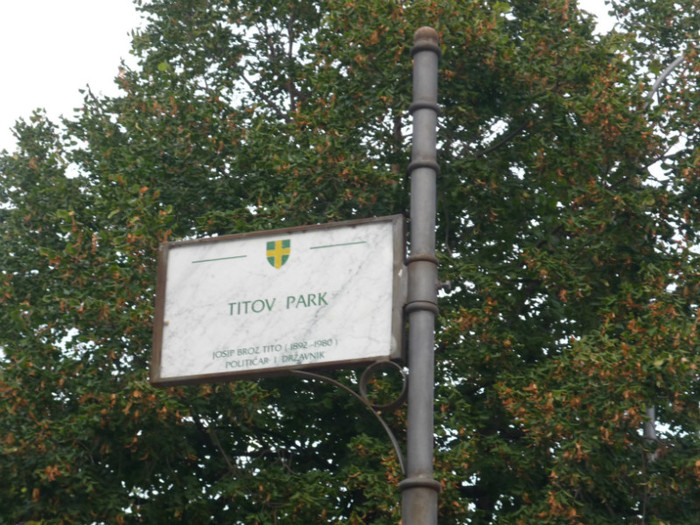 TITOV PARK
JOSIP BROZ TITO (1892-1980)
POLITIČAR I DRŽAVNIK